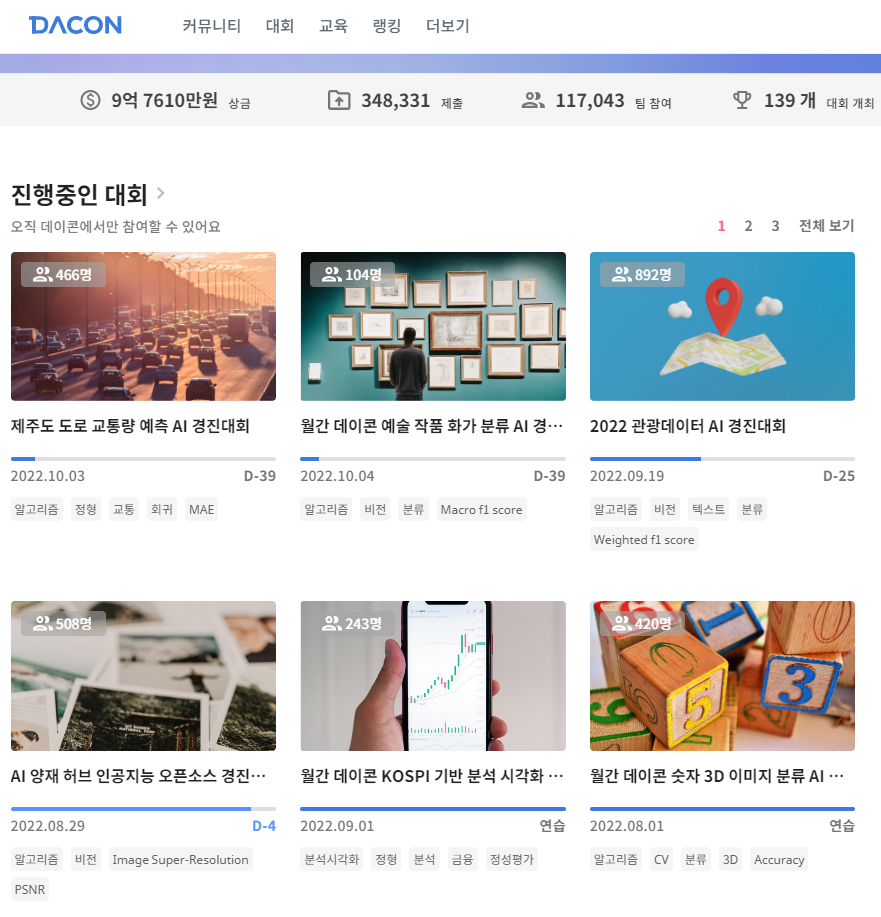 DACON
커뮤니티 대회 교육 랭킹 더보기
9억 7610만원 상금 348,331 제출 117,043 팀 참여 139 개 대회 개최
진행중인 대회
오직 데이콘에서만 참여할 수 있어요
1 2 3 전체 보기
466명 104명 892명
제주도 도로 교통량 예측 AI 경진대회 월간 데이콘 예술 작품 화가 분류 AI 경… 2022 관광데이터 AI 경진대회
2022.10.03 D-39 2022.10.04 D-39 2022.09.19 D-25
알고리즘 정형 교통 회귀 MAE 알고리즘 비전 분류 Macro f1 score 알고리즘 비전 텍스트 분류
Weighted f1 score
508명 243명 420명
5 3
AI 양재 허브 인공지능 오픈소스 경진… 월간 데이콘 KOSPI 기반 분석 시각화 … 월간 데이콘 숫자 3D 이미지 분류 AI …
2022.08.29 D-4 2022.09.01 연습 2022.08.01 연습
알고리즘 비전 Image Super-Resolution 분석시각화 정형 분석 금융 정성평가 알고리즘 CV 분류 3D Accuracy
PSNR